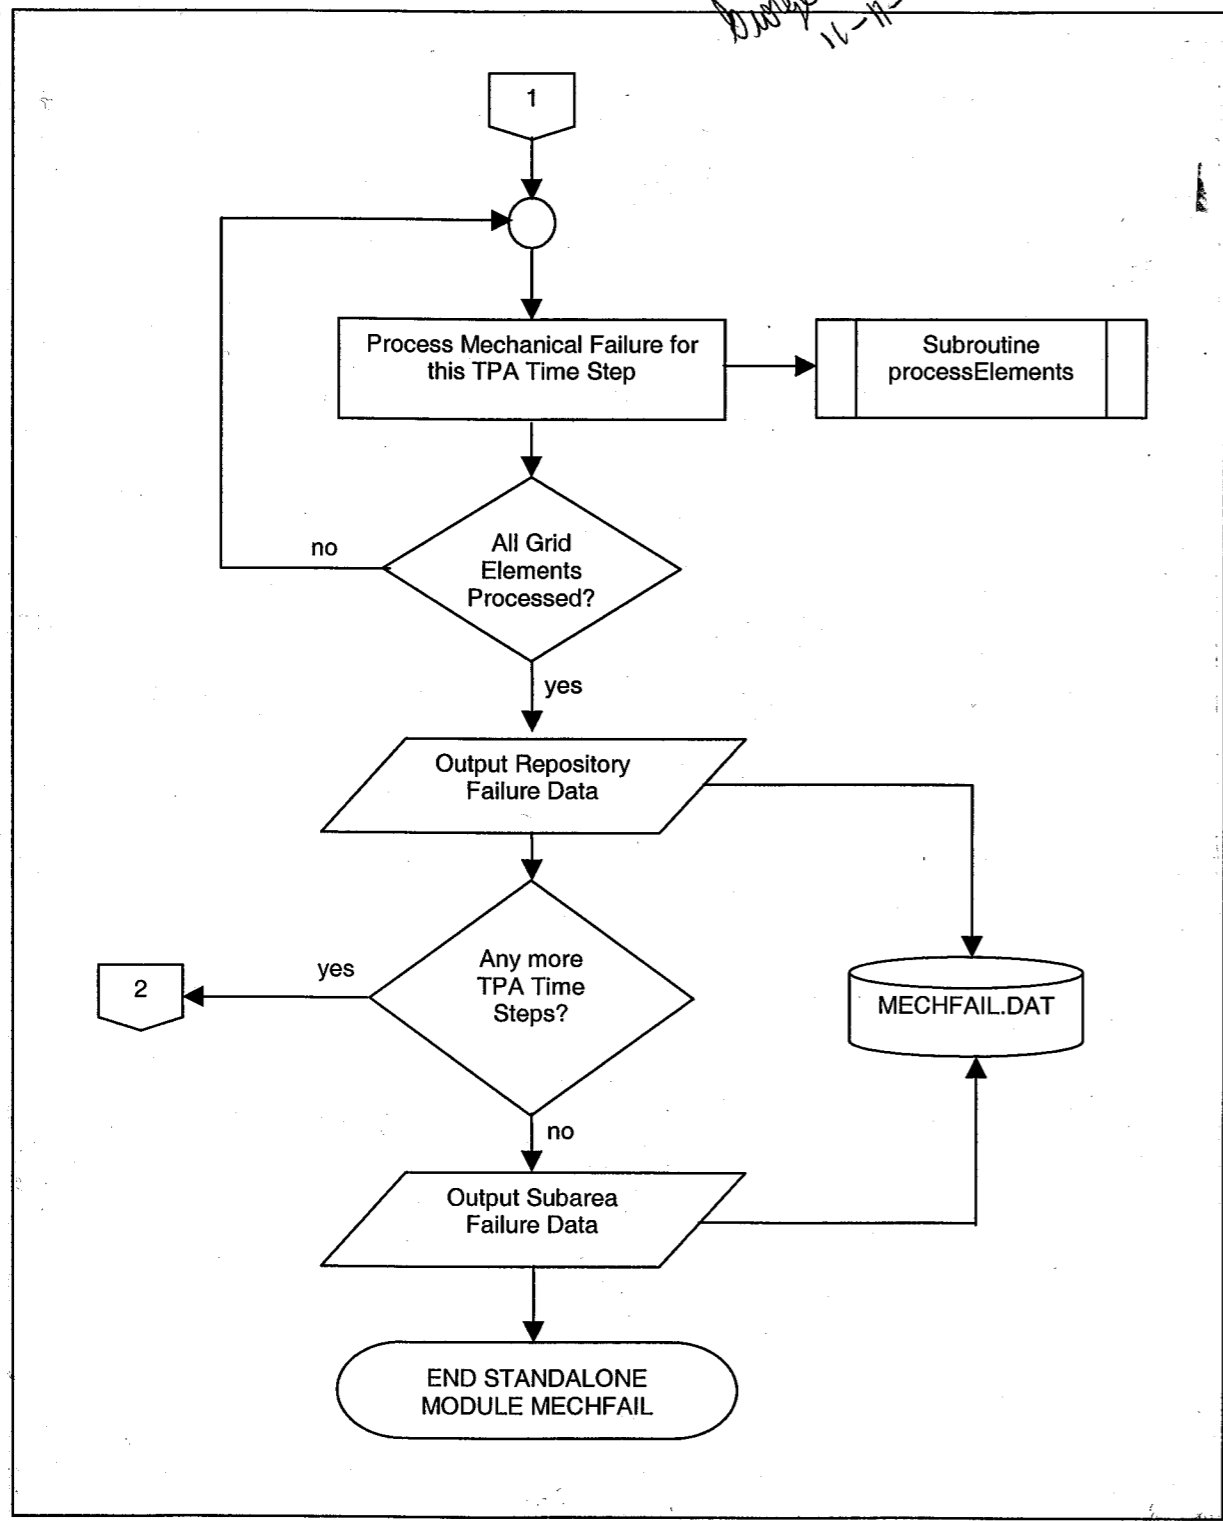 1
Process Mechanical Failure for
this TPA Time Step
Subroutine
processElements
All Grid
Elements
Processed?
no
yes
Output Repository
Failure Data
Any more
TPA Time
Steps?
yes
2
MECHFAIL.DAT
no
Output Subarea
Failure Data
END STANDALONE
MODULE MECHFAIL